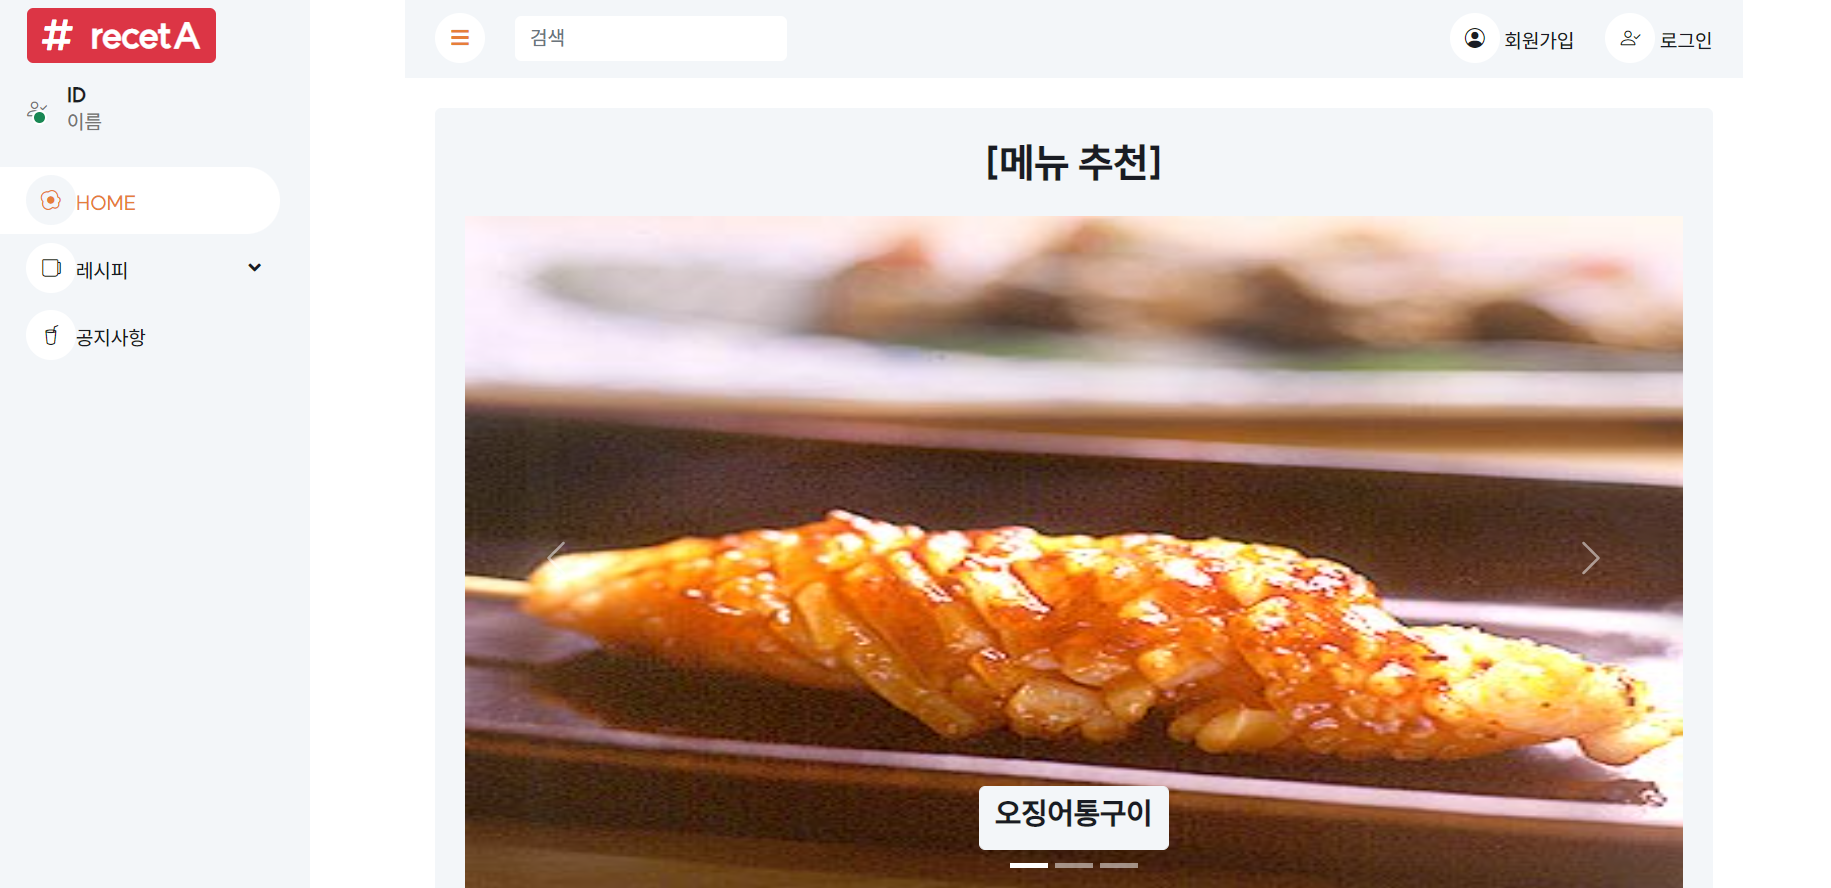 # recetA
ID
이름
HOME
레시피
공지사항
검색
회원가입
로그인
[메뉴 추천]
오징어통구이